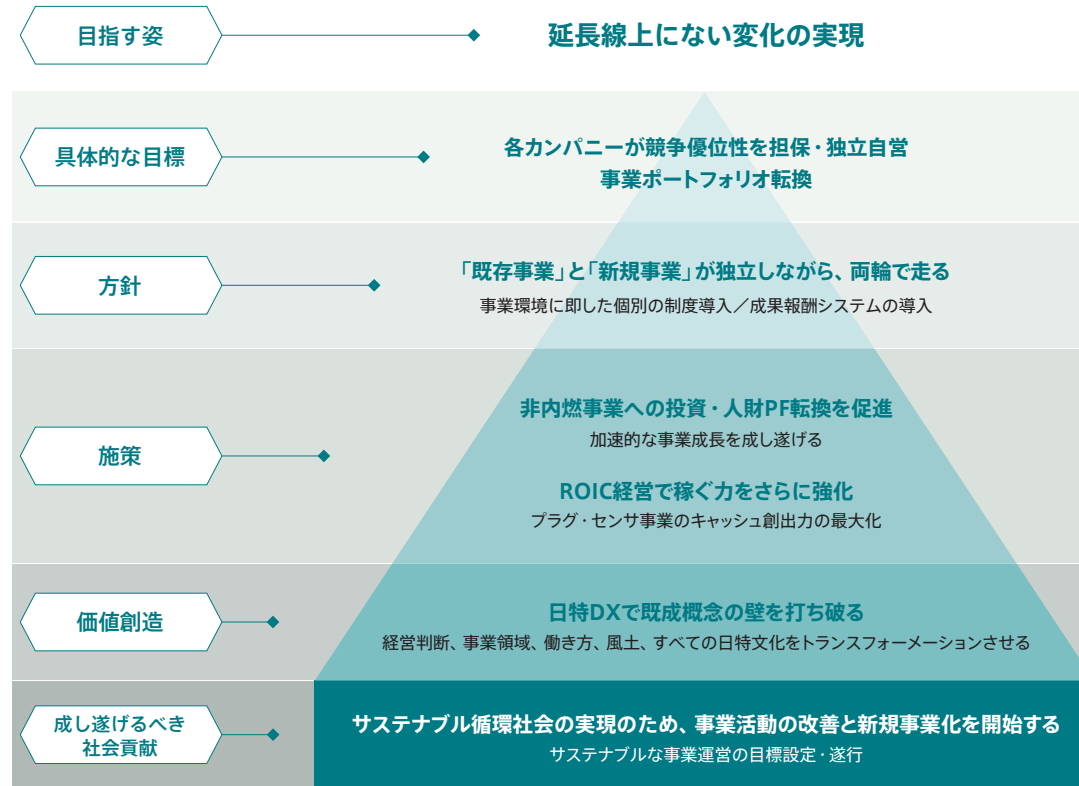 目指す姿
延長線上にない変化の実現
具体的な目標
各カンパニーが競争優位性を担保・独立自営
事業ポートフォリオ転換
方針
「既存事業」と「新規事業」が独立しながら、両輪で走る
事業環境に即した個別の制度導入／成果報酬システムの導入
施策
非内燃事業への投資・人財PF転換を促進
加速的な事業成長を成し遂げる
ROIC経営で稼ぐ力をさらに強化
プラグ・センサ事業のキャッシュ創出力の最大化
価値創造
日特DXで既成概念の壁を打ち破る
経営判断、事業領域、働き方、風土、すべての日特文化をトランスフォーメーションさせる
成し遂げるべき
社会貢献
サステナブル循環社会の実現のため、事業活動の改善と新規事業化を開始する
サステナブルな事業運営の目標設定・遂行